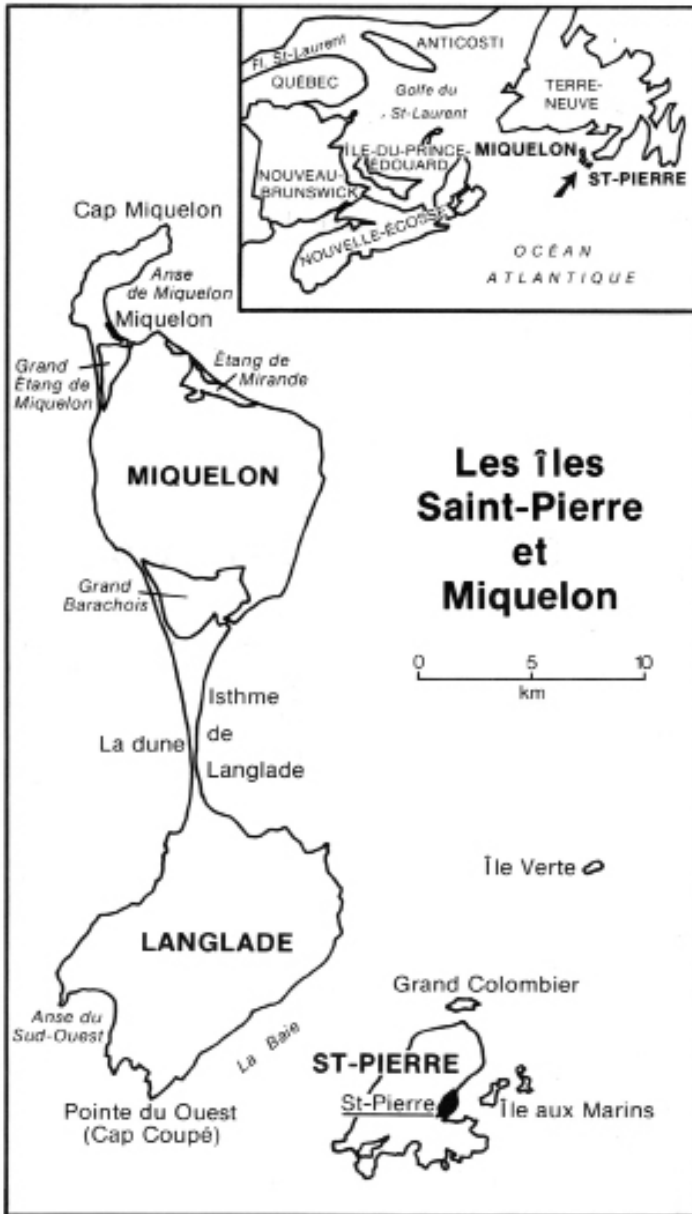 Fl. St-Laurent
ANTICOSTI
QUÉBEC
Golfe du
St-Laurent
TERRE-
NEUVE
ÎLE-DU-PRINCE-
ÉDOUARD
MIQUELON
ST-PIERRE
NOUVEAU-
BRUNSWICK
NOUVELLE-ÉCOSSE
OCÉAN
ATLANTIQUE
Cap Miquelon
Anse
de Miquelon
Miquelon
Grand
Étang de
Miquelon
Étang de
Mirande
MIQUELON
Les îles
Saint-Pierre
et
Miquelon
Grand
Barachois
0 5 10
km
Isthme
de
Langlade
La dune
Île Verte
LANGLADE
Grand Colombier
Anse du
Sud-Ouest
La Baie
ST-PIERRE
St-Pierre
Île aux Marins
Pointe du Ouest
(Cap Coupé)